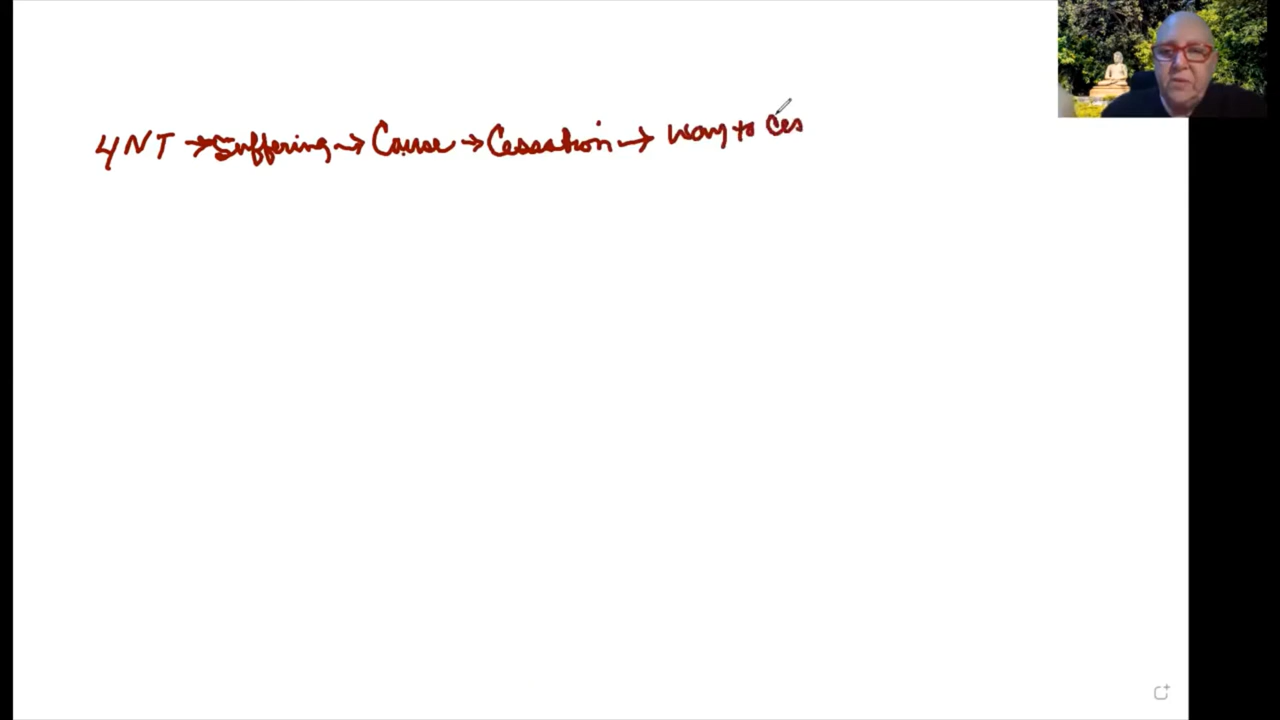 4NT → Suffering → Cause → Cessation → Way to Ces